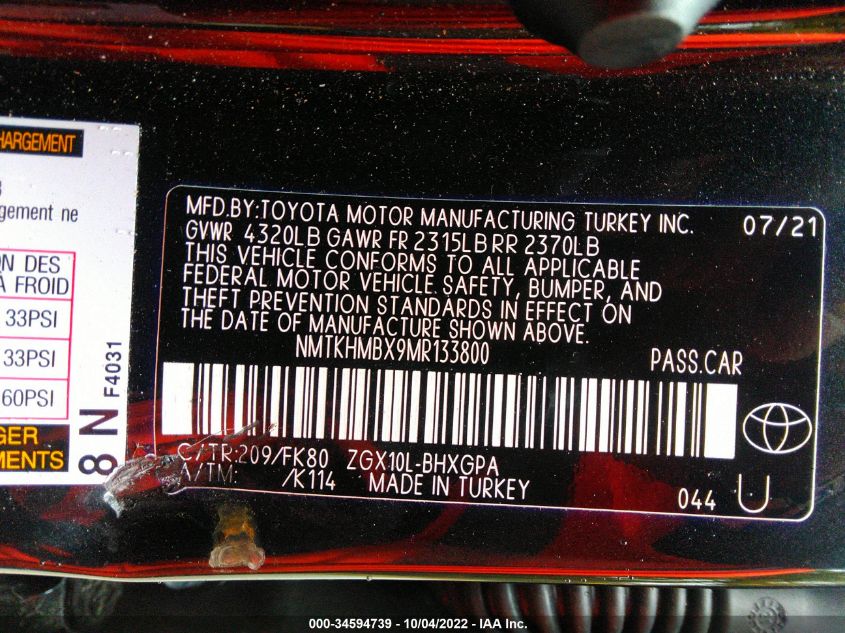 HARGEMENT
gement ne
N DES
À FROID
33PSI
33PSI
60PSI
GER
MENTS
8 N F4031
MFD.BY:TOYOTA MOTOR MANUFACTURING TURKEY INC. 07/21
GVWR 4320LB GAWR FR 2315LB RR 2370LB
THIS VEHICLE CONFORMS TO ALL APPLICABLE
FEDERAL MOTOR VEHICLE SAFETY, BUMPER, AND
THEFT PREVENTION STANDARDS IN EFFECT ON
THE DATE OF MANUFACTURE SHOWN ABOVE.
NMTKHMBX9MR133800 PASS.CAR
C/TR:209/FK80 ZGX10L-BHXGPA
A/TM: /K114 MADE IN TURKEY
044 U
000-34594739 - 10/04/2022 - IAA Inc.